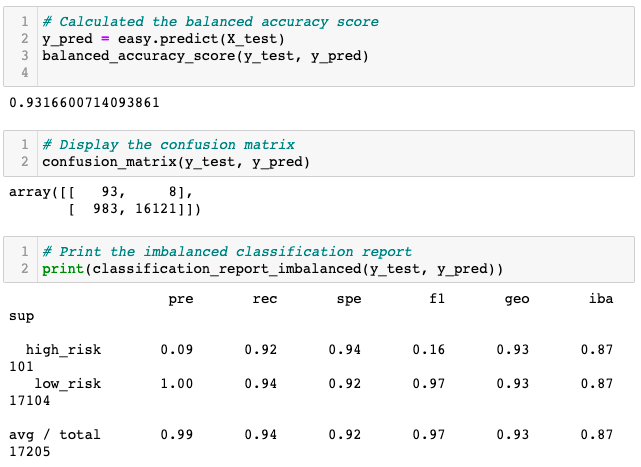 1 # Calculated the balanced accuracy score
2 y_pred = easy.predict(X_test)
3 balanced_accuracy_score(y_test, y_pred)
4
0.9316600714093861
1 # Display the confusion matrix
2 confusion_matrix(y_test, y_pred)
array([[   93,     8],
       [  983, 16121]])
1 # Print the imbalanced classification report
2 print(classification_report_imbalanced(y_test, y_pred))
                   pre       rec       spe        f1       geo       iba
sup
  high_risk       0.09      0.92      0.94      0.16      0.93      0.87
101
   low_risk       1.00      0.94      0.92      0.97      0.93      0.87
17104
avg / total       0.99      0.94      0.92      0.97      0.93      0.87
17205